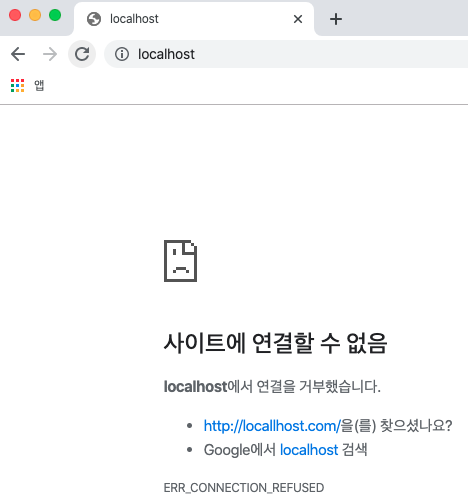 localhost
localhost
앱
사이트에 연결할 수 없음
localhost에서 연결을 거부했습니다.
http://locallhost.com/을(를) 찾으셨나요?
Google에서 localhost 검색
ERR_CONNECTION_REFUSED